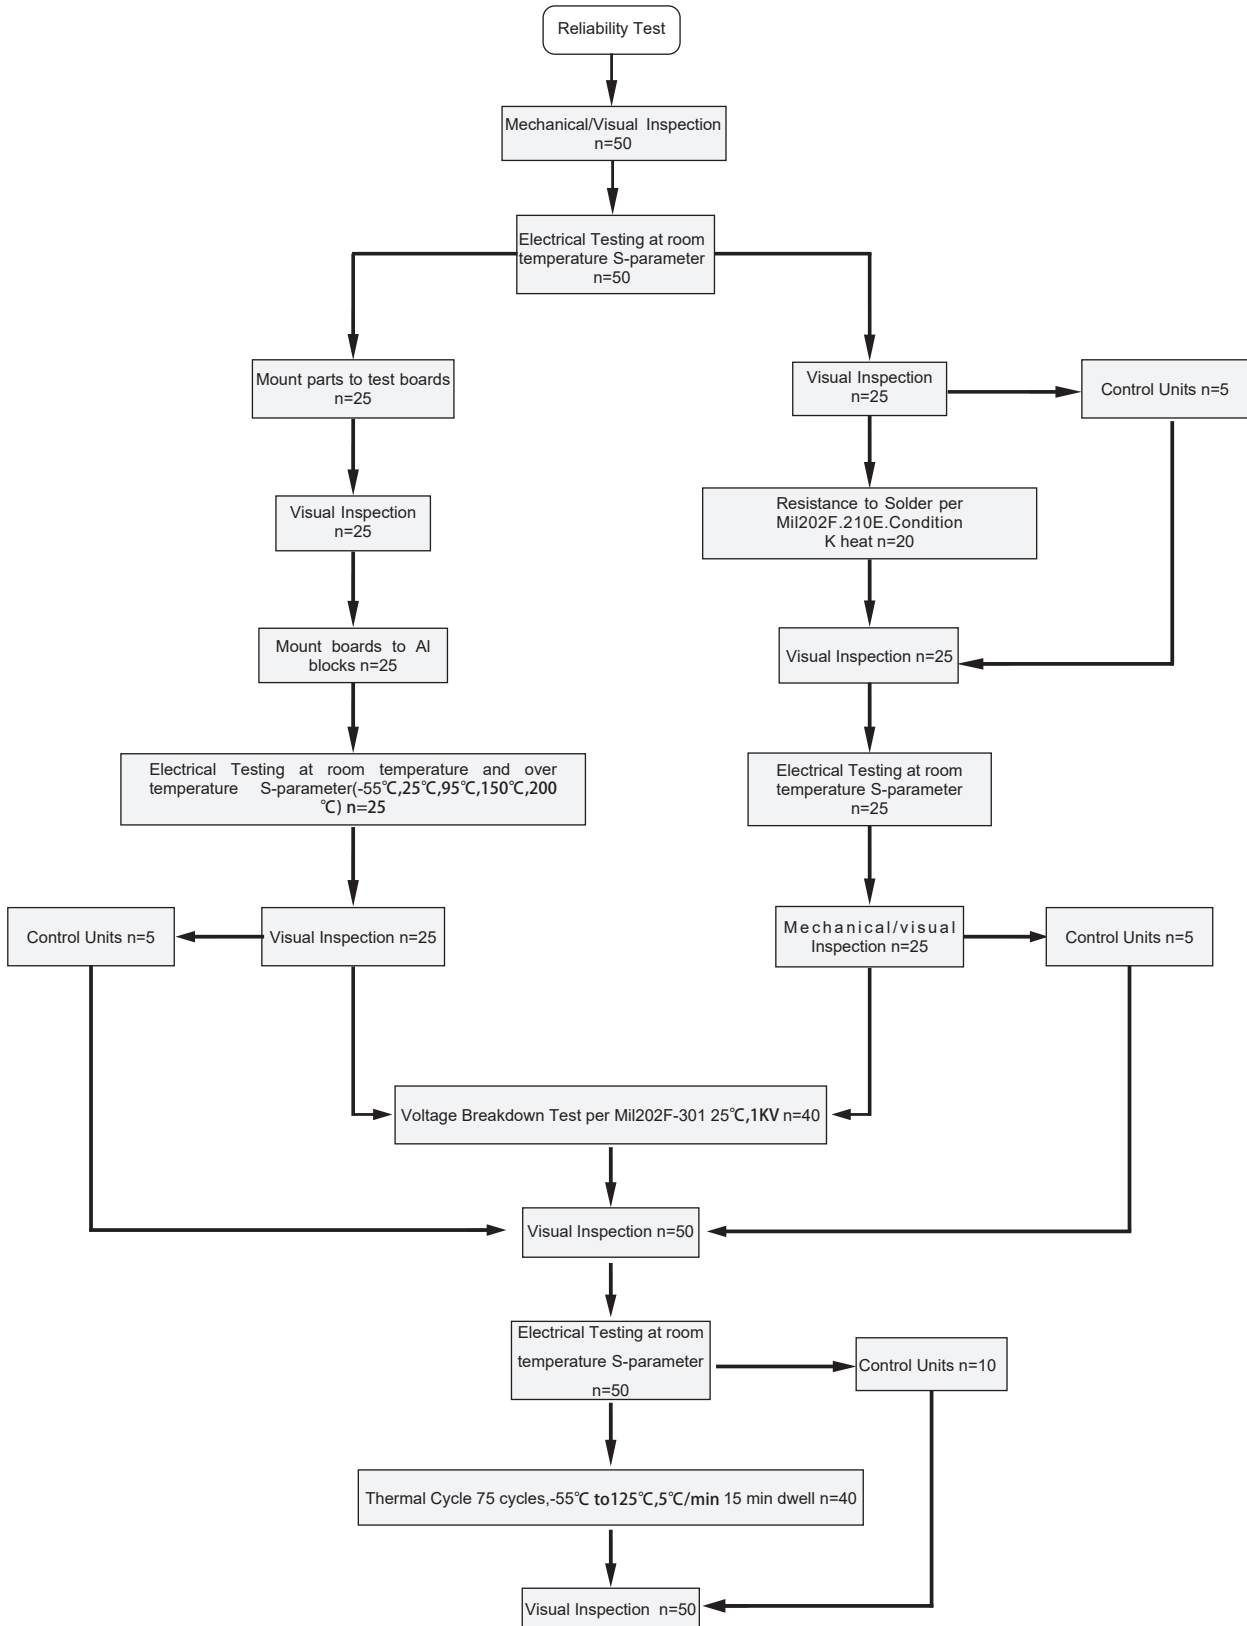 Reliability Test
Mechanical/Visual Inspection
n=50
Electrical Testing at room
temperature S-parameter
n=50
Mount parts to test boards
n=25
Visual Inspection
n=25
Control Units n=5
Visual Inspection
n=25
Resistance to Solder per
Mil202F.210E.Condition
K heat n=20
Mount boards to Al
blocks n=25
Visual Inspection n=25
Electrical Testing at room temperature and over
temperature S-parameter(-55℃,25℃,95℃,150℃,200
℃) n=25
Electrical Testing at room
temperature S-parameter
n=25
Control Units n=5
Visual Inspection n=25
Mechanical/visual
Inspection n=25
Control Units n=5
Voltage Breakdown Test per Mil202F-301 25℃,1KV n=40
Visual Inspection n=50
Electrical Testing at room
temperature S-parameter
n=50
Control Units n=10
Thermal Cycle 75 cycles,-55℃ to125℃,5℃/min 15 min dwell n=40
Visual Inspection n=50